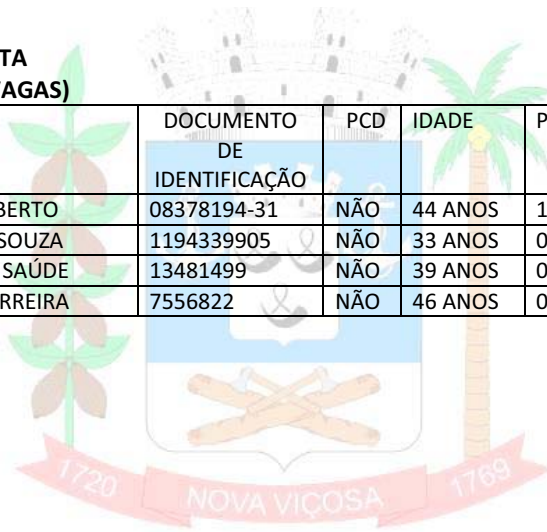 TA
AGAS)
DOCUMENTO DE IDENTIFICAÇÃO PCD IDADE P
BERTO 08378194-31 NÃO 44 ANOS 1
SOUZA 1194339905 NÃO 33 ANOS 0
SAÚDE 13481499 NÃO 39 ANOS 0
RREIRA 7556822 NÃO 46 ANOS 0
1720 NOVA VIÇOSA 1769